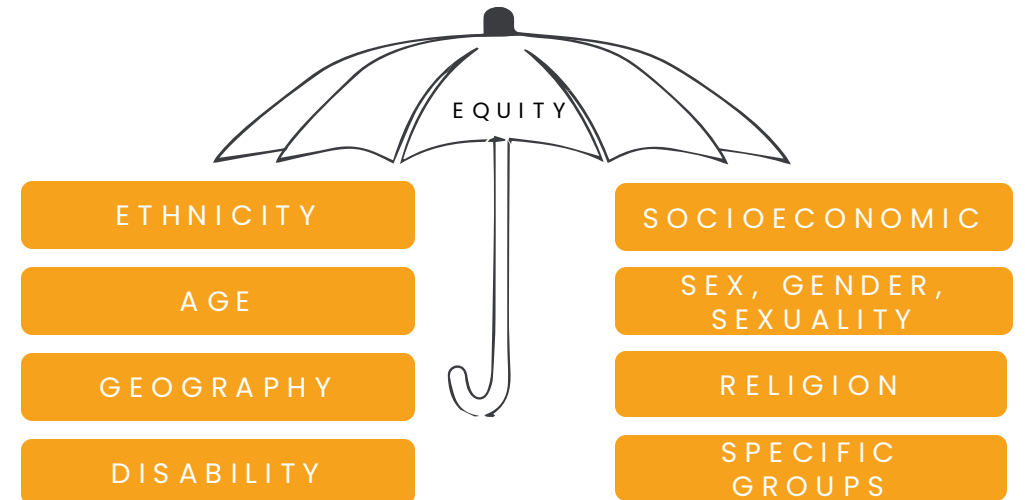 EQUITY
ETHNICITY
AGE
GEOGRAPHY
DISABILITY
SOCIOECONOMIC
SEX, GENDER,
SEXUALITY
RELIGION
SPECIFIC
GROUPS